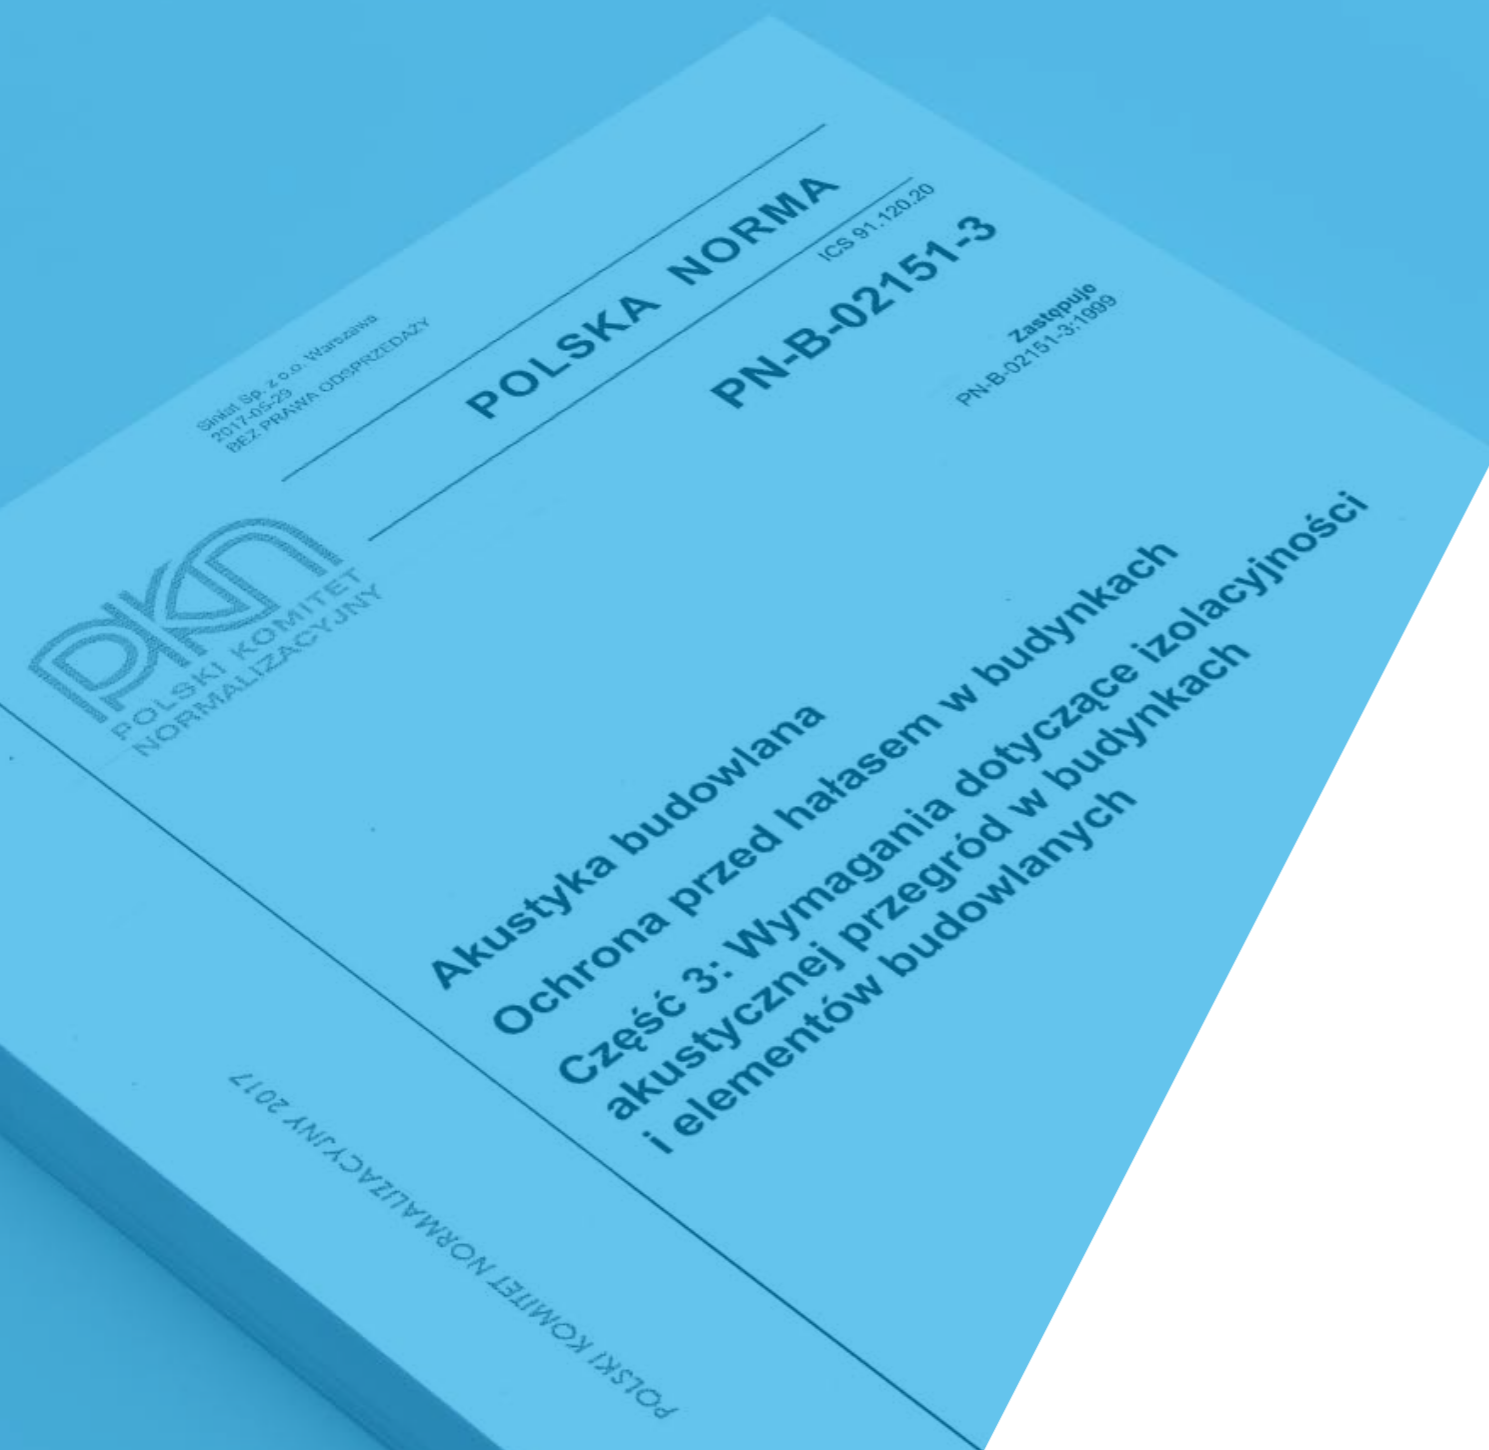 Siniat Sp. z o.o. Warszawa
2017-05-29
BEZ PRAWA ODSPRZEDAŻY
POLSKA NORMA
ICS 91.120.20
PN-B-02151-3
Zastępuje
PN-B-02151-3:1999
PKN
POLSKI KOMITET
NORMALIZACYJNY
Akustyka budowlana
Ochrona przed hałasem w budynkach
Część 3: Wymagania dotyczące izolacyjności
akustycznej przegród w budynkach
i elementów budowlanych
POLSKI KOMITET NORMALIZACYJNY 2017